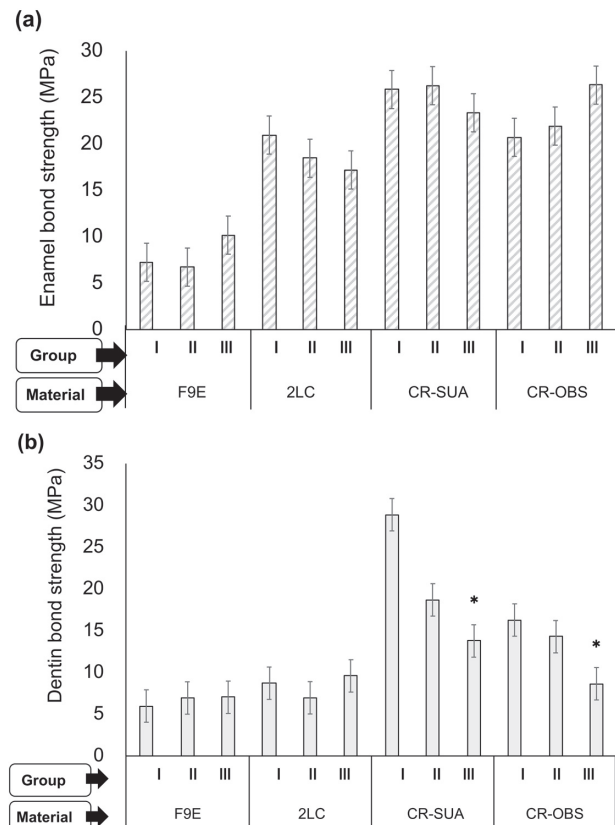 (a)
Enamel bond strength (MPa)
30
25
20
15
10
5
0
Group I II III I II III I II III I II III
Material F9E 2LC CR-SUA CR-OBS
(b)
Dentin bond strength (MPa)
35
30
25
20
15
10
5
0
* *
Group I II III I II III I II III I II III
Material F9E 2LC CR-SUA CR-OBS